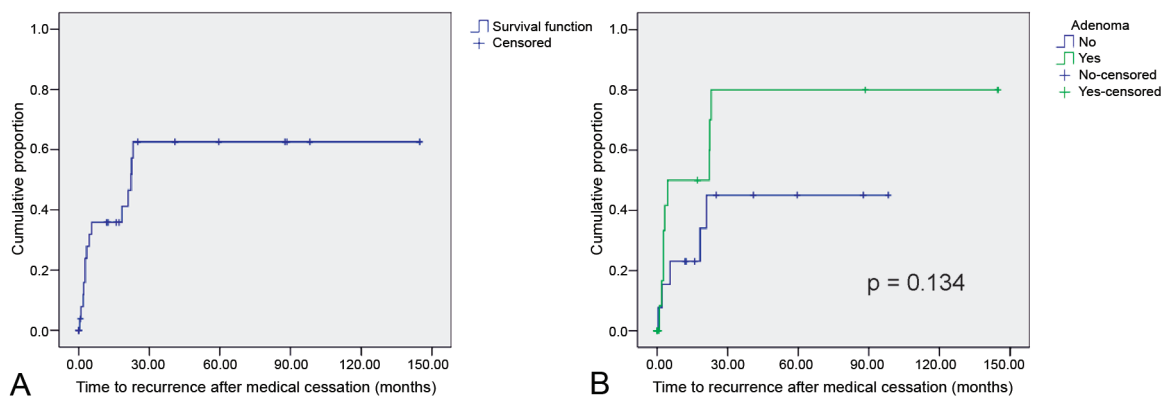 1.0
0.8
0.6
0.4
0.2
0.0
Cumulative proportion
0.00 30.00 60.00 90.00 120.00 150.00
Time to recurrence after medical cessation (months)
Survival function
Censored
A
1.0
0.8
0.6
0.4
0.2
0.0
Cumulative proportion
p = 0.134
0.00 30.00 60.00 90.00 120.00 150.00
Time to recurrence after medical cessation (months)
Adenoma
No
Yes
No-censored
Yes-censored
B